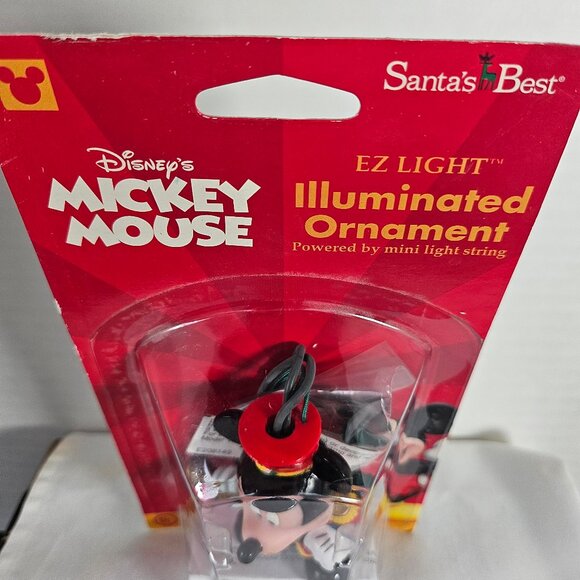 Santa's Best®
Disney's
MICKEY
MOUSE
EZ LIGHT™
Illuminated
Ornament
Powered by mini light string